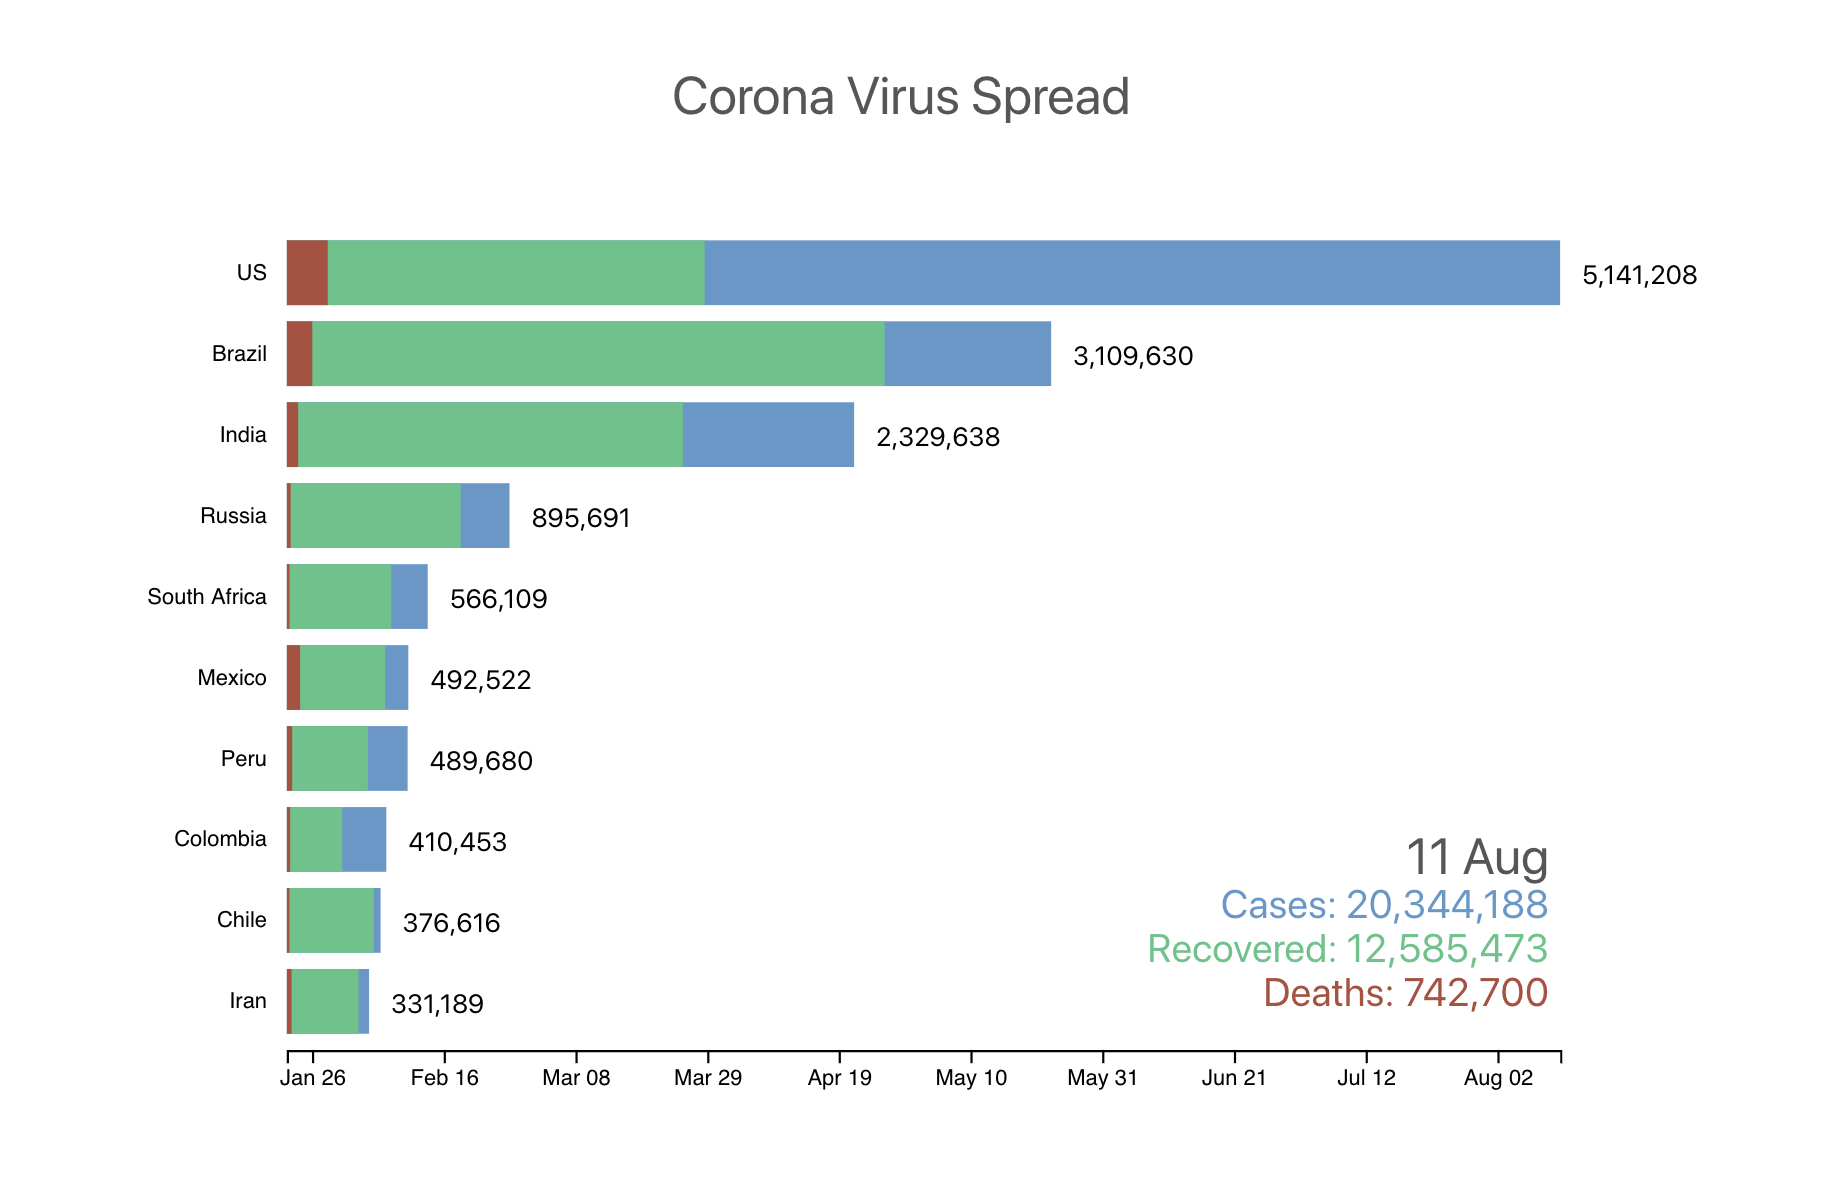 Corona Virus Spread
US
5,141,208
Brazil
3,109,630
India
2,329,638
Russia
895,691
South Africa
566,109
Mexico
492,522
Peru
489,680
Colombia
410,453
Chile
376,616
Iran
331,189
11 Aug
Cases: 20,344,188
Recovered: 12,585,473
Deaths: 742,700
Jan 26 Feb 16 Mar 08 Mar 29 Apr 19 May 10 May 31 Jun 21 Jul 12 Aug 02